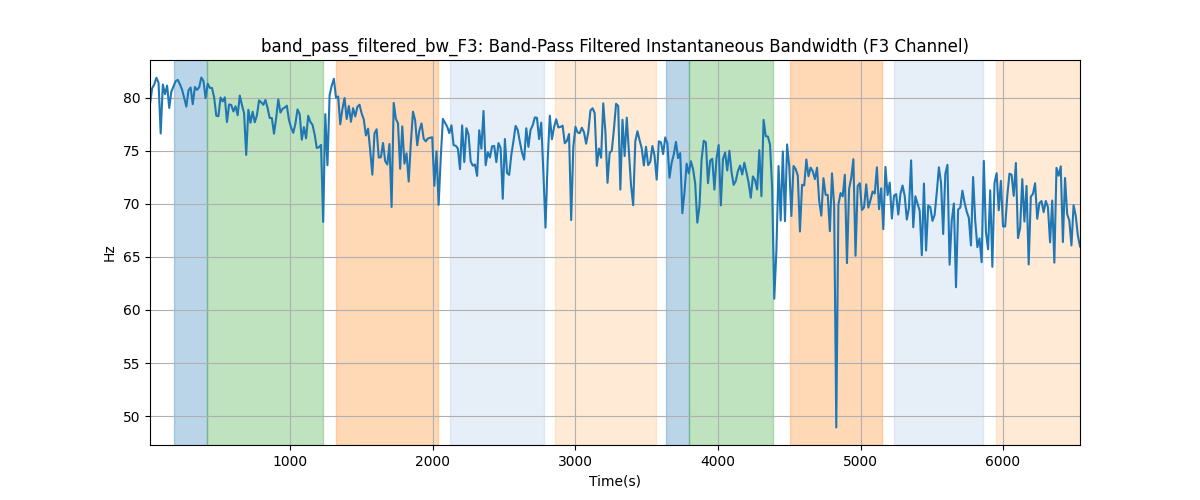 band_pass_filtered_bw_F3: Band-Pass Filtered Instantaneous Bandwidth (F3 Channel)
80
75
70
65
60
55
50
Hz
1000 2000 3000 4000 5000 6000
Time(s)